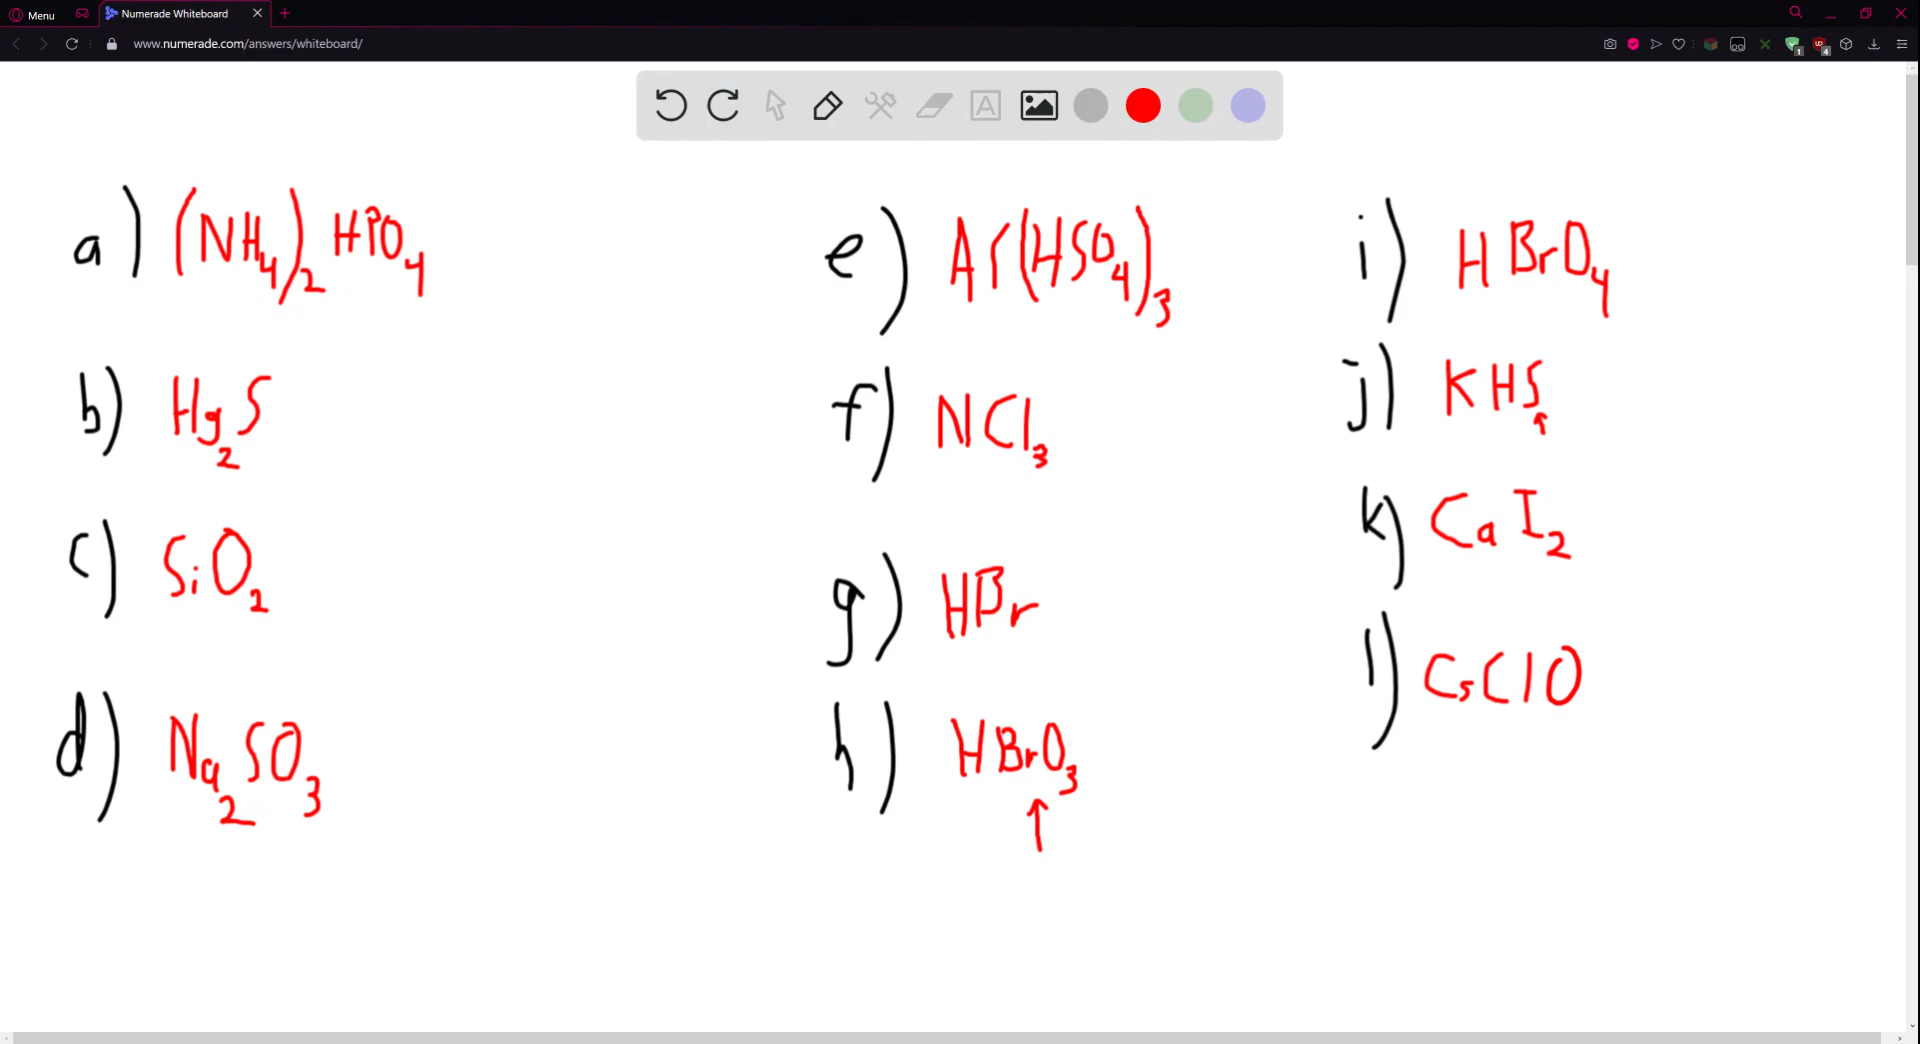 Menu
Numerade Whiteboard
www.numerade.com/answers/whiteboard/
A
a) (NH₄)₂HPO₄
b) Hg₂S
c) SiO₂
d) Na₂SO₃
e) Ar(HSO₄)₃
f) NCl₃
g) HBr
h) HBrO₃
↑
i) HBrO₄
j) KHS
↑
k) CaI₂
l) CsClO